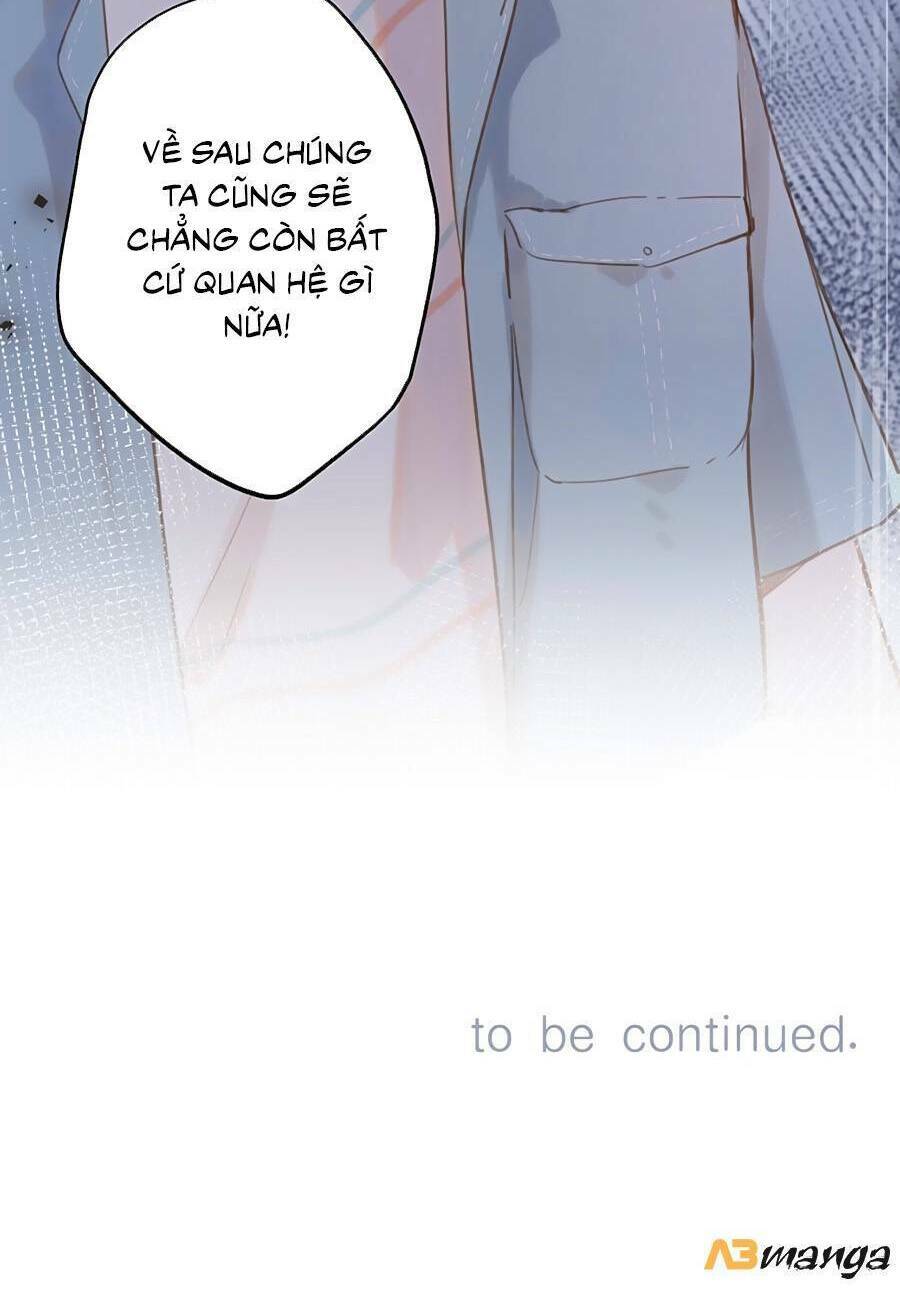 VỀ SAU CHÚNG
TA CŨNG SẼ
CHẲNG CÒN BẤT
CỨ QUAN HỆ GÌ
NỮA!
to be continued.
A3manga